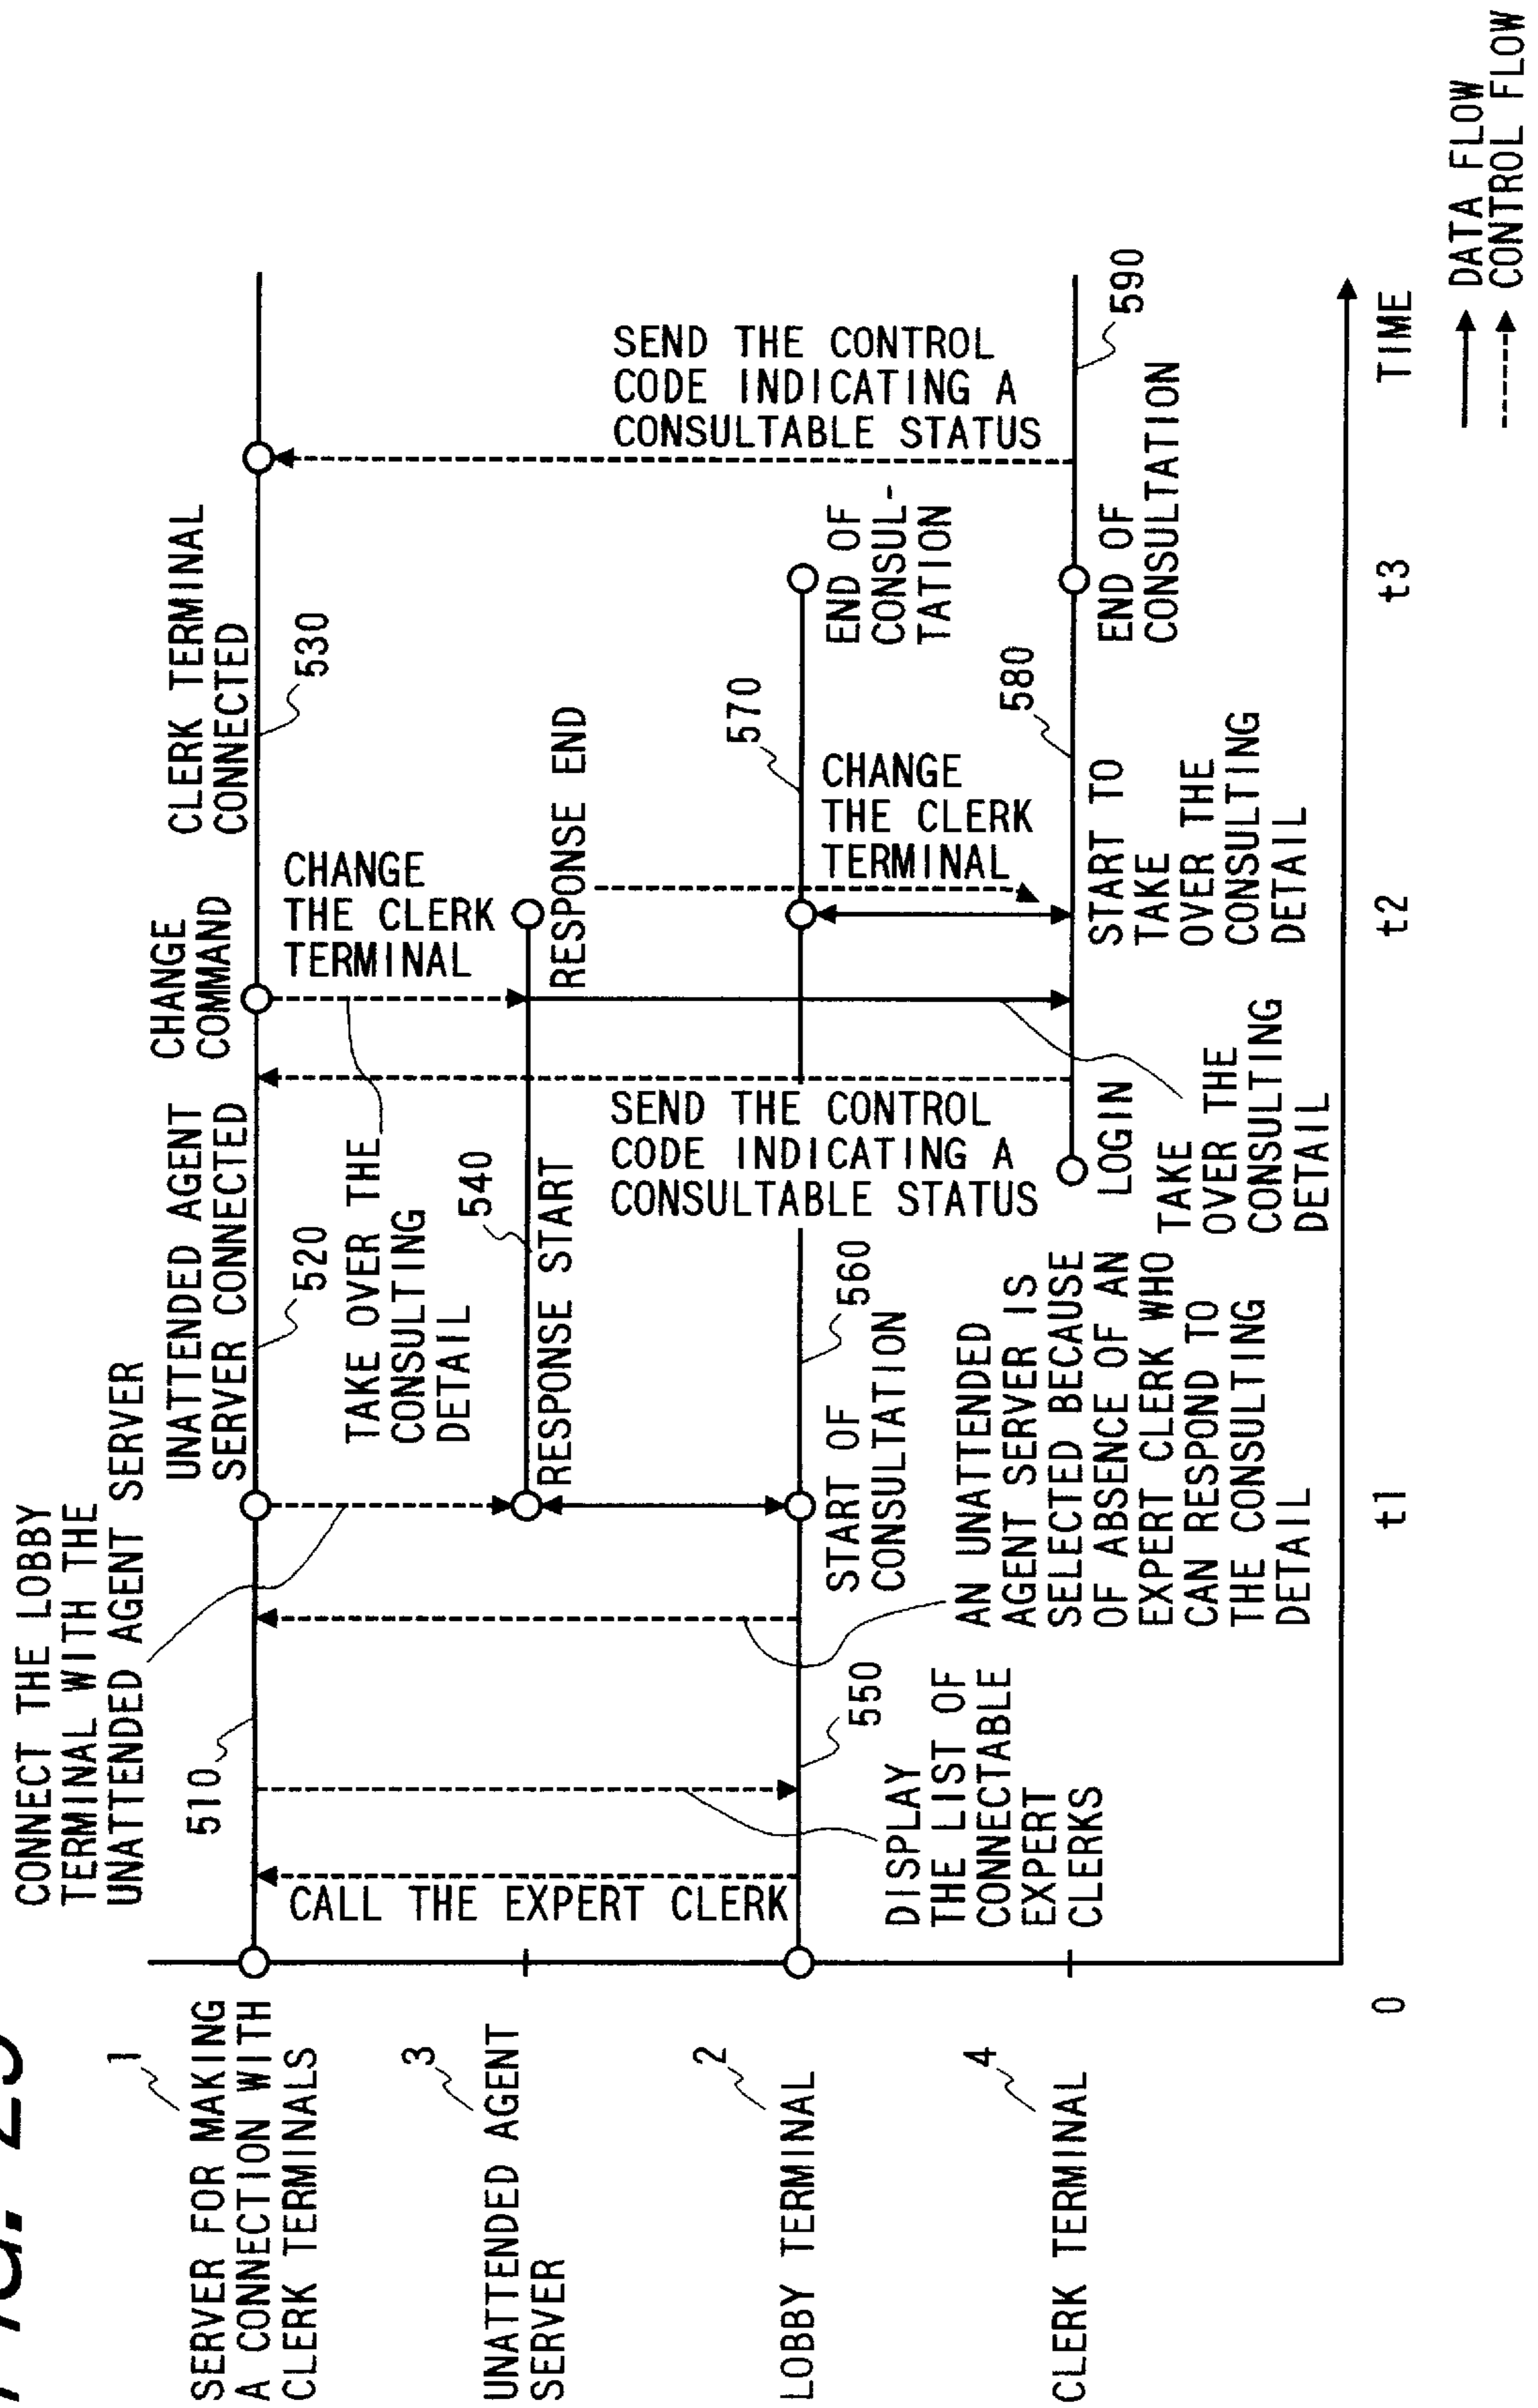 CONNECT THE LOBBY
TERMINAL WITH THE
UNATTENDED AGENT SERVER
UNATTENDED AGENT
SERVER CONNECTED
CHANGE
COMMAND
CLERK TERMINAL
CONNECTED
1
SERVER FOR MAKING
A CONNECTION WITH
CLERK TERMINALS
510
520
530
CALL THE EXPERT CLERK
TAKE OVER THE
CONSULTING
DETAIL
CHANGE
THE CLERK
TERMINAL
3
UNATTENDED AGENT
SERVER
540
RESPONSE START
RESPONSE END
SEND THE CONTROL
CODE INDICATING A
CONSULTABLE STATUS
SEND THE CONTROL
CODE INDICATING A
CONSULTABLE STATUS
2
LOBBY TERMINAL
550
560
570
START OF
CONSULTATION
CHANGE
THE CLERK
TERMINAL
END OF
CONSUL-
TATION
DISPLAY
THE LIST OF
CONNECTABLE
EXPERT
CLERKS
AN UNATTENDED
AGENT SERVER IS
SELECTED BECAUSE
OF ABSENCE OF AN
EXPERT CLERK WHO
CAN RESPOND TO
THE CONSULTING
DETAIL
4
CLERK TERMINAL
580
590
LOGIN
TAKE
OVER THE
CONSULTING
DETAIL
START TO
TAKE
OVER THE
CONSULTING
DETAIL
END OF
CONSULTATION
0
t1
t2
t3
TIME
DATA FLOW
CONTROL FLOW